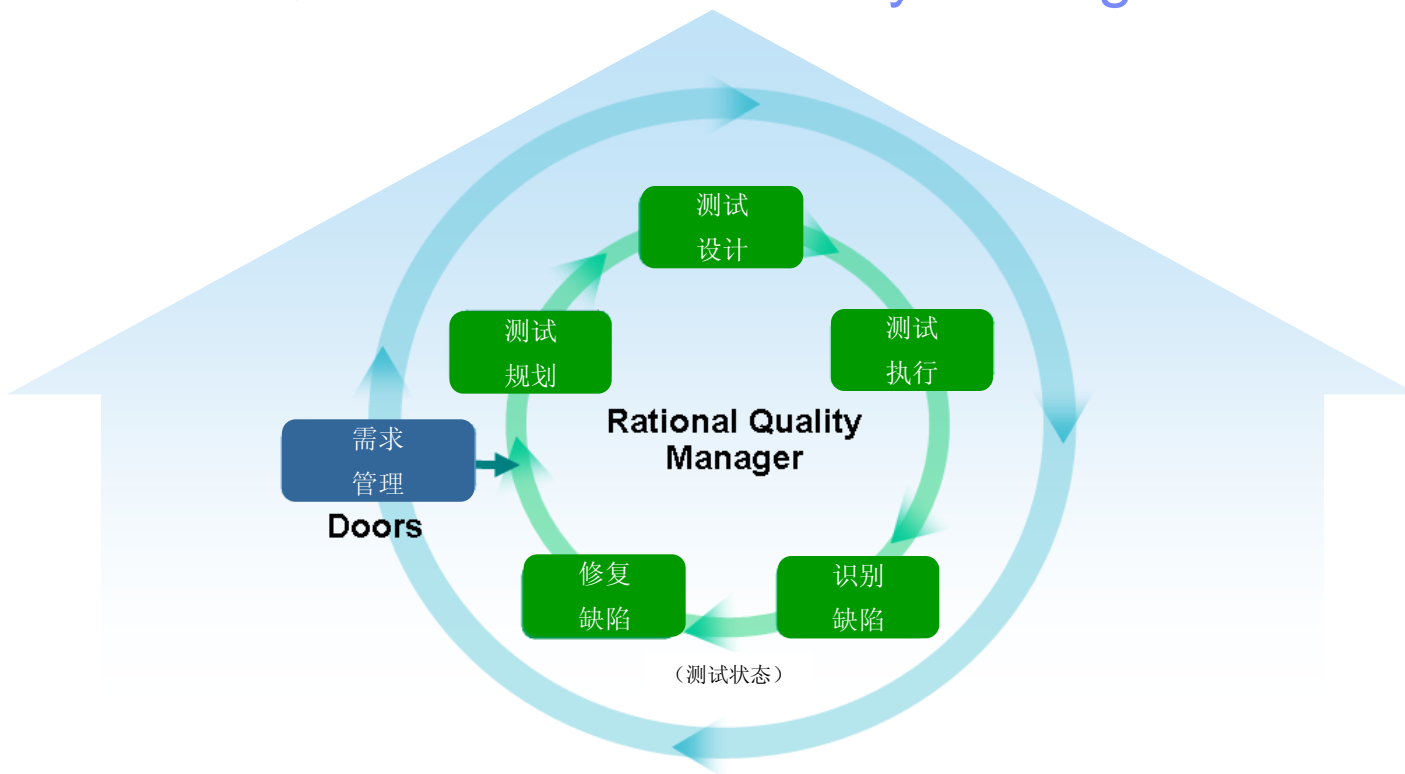 测试
设计
测试
规划
测试
执行
Rational Quality
Manager
需求
管理
Doors
修复
缺陷
识别
缺陷
（测试状态）